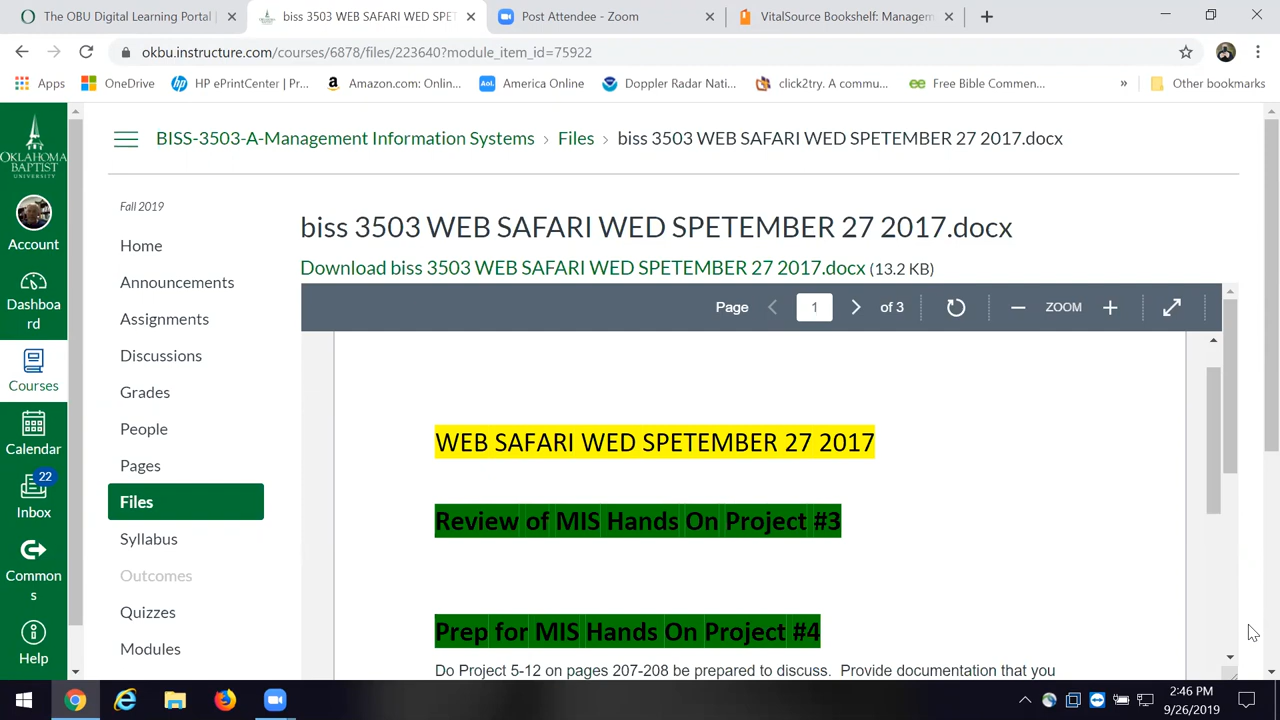 The OBU Digital Learning Portal
biss 3503 WEB SAFARI WED SPET
Post Attendee - Zoom
VitalSource Bookshelf: Managem
okbu.instructure.com/courses/6878/files/223640?module_item_id=75922
Apps
OneDrive
HP ePrintCenter | Pr...
Amazon.com: Onlin...
Aol.
America Online
Doppler Radar Nati...
click2try. A commu...
Free Bible Commen...
»
Other bookmarks
OKLAHOMA
BAPTIST
UNIVERSITY
Account
Dashboa
rd
Courses
Calendar
22
Inbox
Common
s
Help
BISS-3503-A-Management Information Systems › Files › biss 3503 WEB SAFARI WED SPETEMBER 27 2017.docx
Fall 2019
Home
Announcements
Assignments
Discussions
Grades
People
Pages
Files
Syllabus
Outcomes
Quizzes
Modules
biss 3503 WEB SAFARI WED SPETEMBER 27 2017.docx
Download biss 3503 WEB SAFARI WED SPETEMBER 27 2017.docx (13.2 KB)
Page 1 of 3 ZOOM
WEB SAFARI WED SPETEMBER 27 2017
Review of MIS Hands On Project #3
Prep for MIS Hands On Project #4
Do Project 5-12 on pages 207-208 be prepared to discuss. Provide documentation that you
2:46 PM
9/26/2019